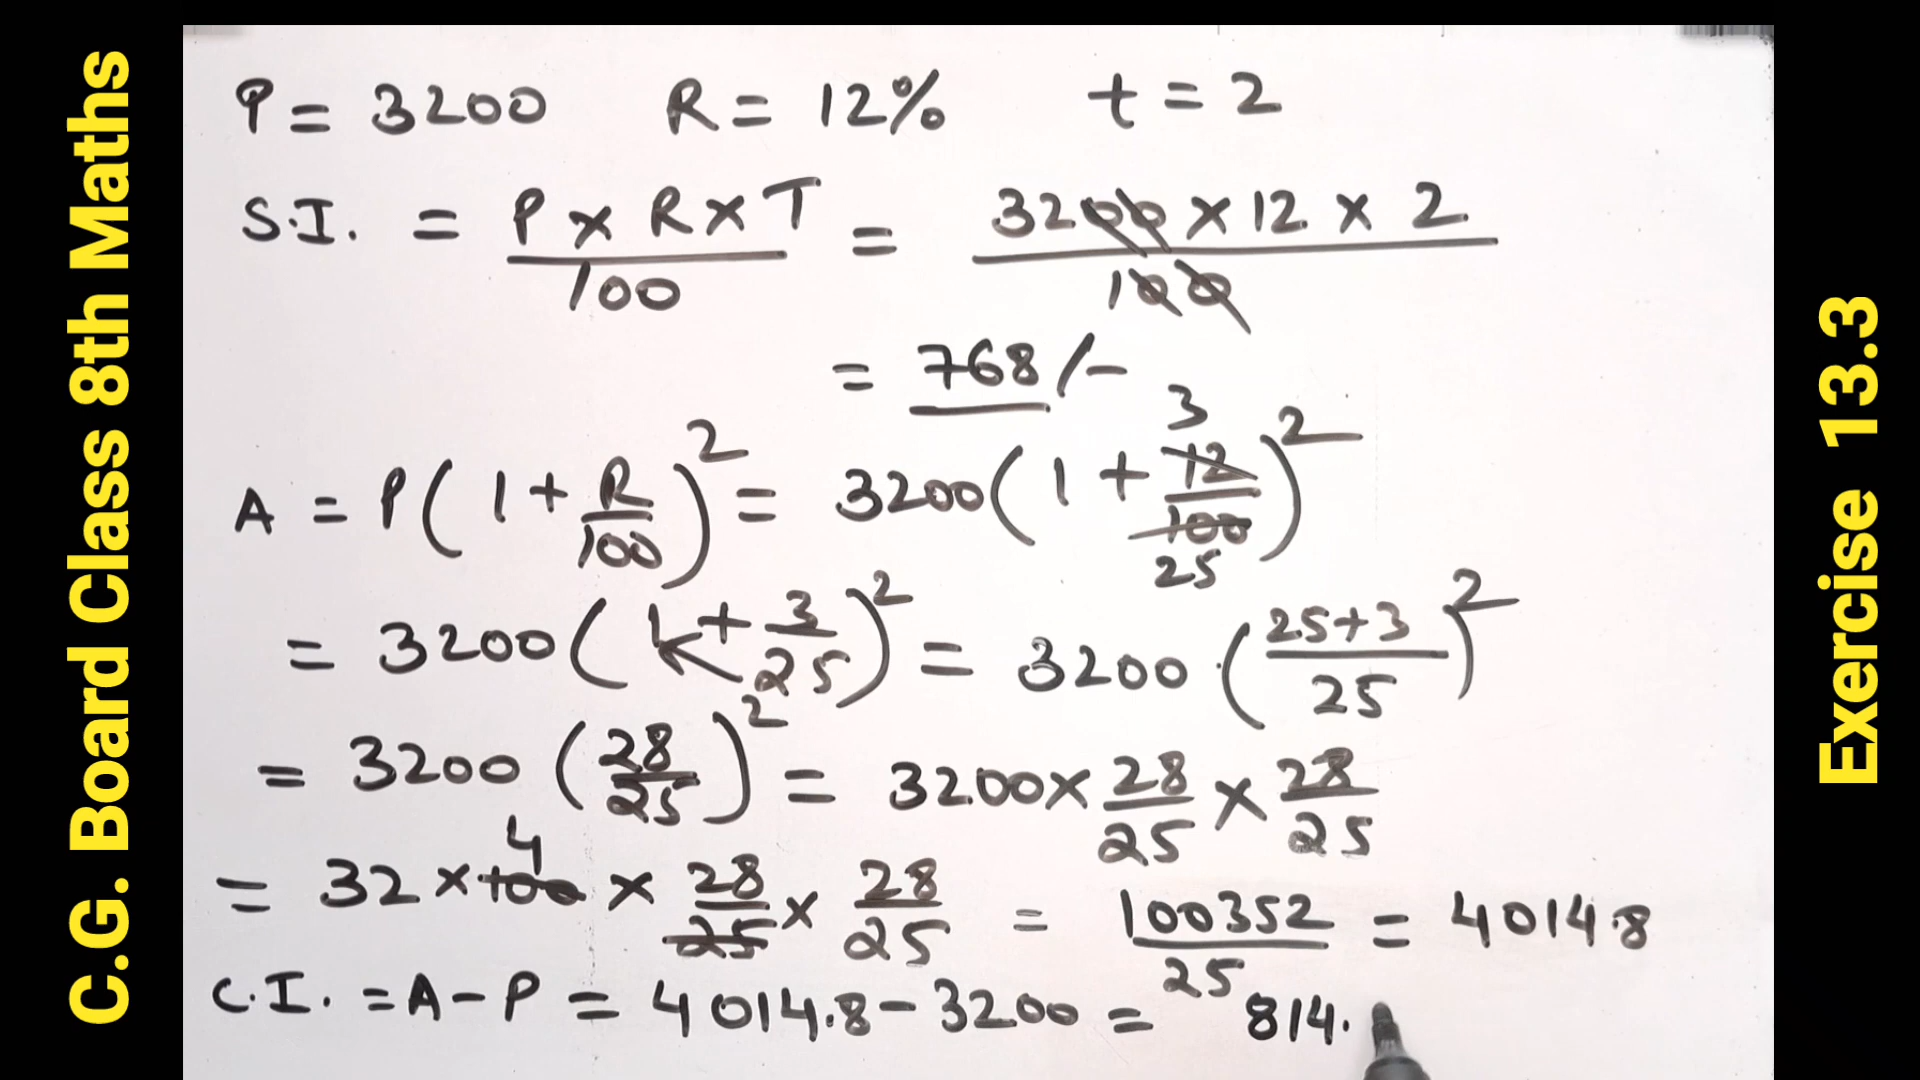 C.G. Board Class 8th Maths
P = 3200 R = 12% t = 2
S.I. = P x R x T / 100 = 3200 x 12 x 2 / 100
= 768/-
A = P(1 + R/100)² = 3200(1 + 12/100)² 3 25
= 3200(1 + 3/25)² = 3200(25+3/25)²
= 3200(28/25)² = 3200 x 28/25 x 28/25
= 32 x 100 4 x 28/25 x 28/25 = 100352/25 = 4014.8
C.I. = A - P = 4014.8 - 3200 = 814.
Exercise 13.3